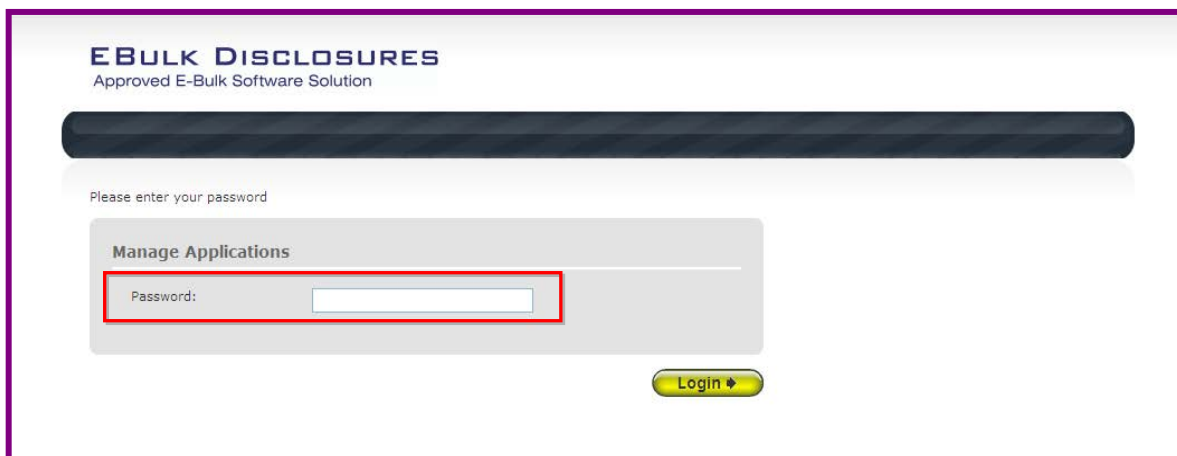 EBULK DISCLOSURES
Approved E-Bulk Software Solution
Please enter your password
Manage Applications
Password:
Login